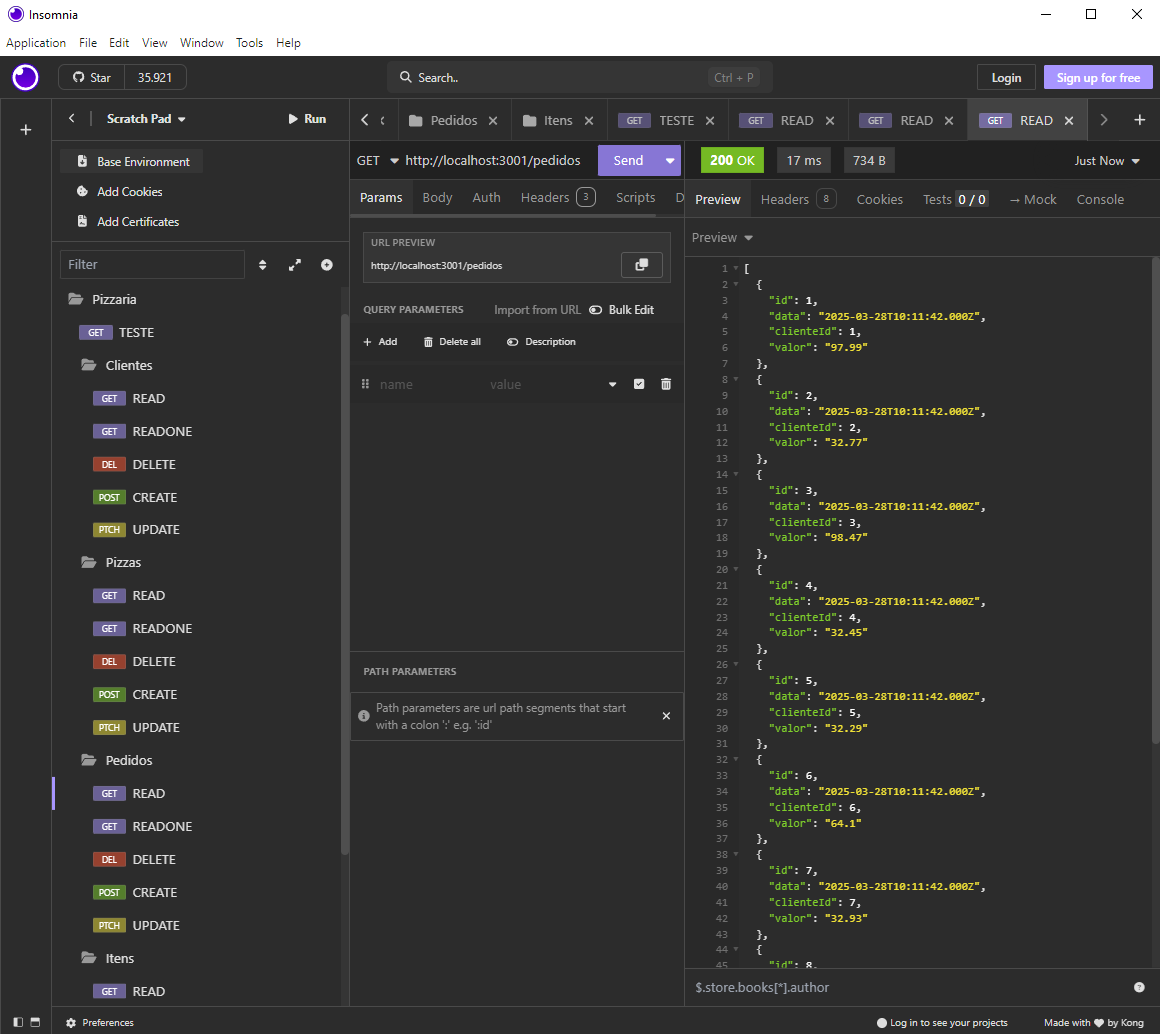 Insomnia
Application File Edit View Window Tools Help
Star 35.921
Search.. Ctrl + P
Login Sign up for free
Scratch Pad Run
Base Environment
Add Cookies
Add Certificates
Filter
Pizzaria
GET TESTE
Clientes
GET READ
GET READONE
DEL DELETE
POST CREATE
PTCH UPDATE
Pizzas
GET READ
GET READONE
DEL DELETE
POST CREATE
PTCH UPDATE
Pedidos
GET READ
GET READONE
DEL DELETE
POST CREATE
PTCH UPDATE
Itens
GET READ
Pedidos Itens GET TESTE GET READ GET READ GET READ
GET http://localhost:3001/pedidos Send
Params Body Auth Headers 3 Scripts D
URL PREVIEW
http://localhost:3001/pedidos
QUERY PARAMETERS Import from URL Bulk Edit
Add Delete all Description
name value
PATH PARAMETERS
Path parameters are url path segments that start
with a colon ':' e.g. ':id'
200 OK 17 ms 734 B Just Now
Preview Headers 8 Cookies Tests 0 / 0 → Mock Console
Preview
1 [
2 {
3 "id": 1,
4 "data": "2025-03-28T10:11:42.000Z",
5 "clienteId": 1,
6 "valor": "97.99"
7 },
8 {
9 "id": 2,
10 "data": "2025-03-28T10:11:42.000Z",
11 "clienteId": 2,
12 "valor": "32.77"
13 },
14 {
15 "id": 3,
16 "data": "2025-03-28T10:11:42.000Z",
17 "clienteId": 3,
18 "valor": "98.47"
19 },
20 {
21 "id": 4,
22 "data": "2025-03-28T10:11:42.000Z",
23 "clienteId": 4,
24 "valor": "32.45"
25 },
26 {
27 "id": 5,
28 "data": "2025-03-28T10:11:42.000Z",
29 "clienteId": 5,
30 "valor": "32.29"
31 },
32 {
33 "id": 6,
34 "data": "2025-03-28T10:11:42.000Z",
35 "clienteId": 6,
36 "valor": "64.1"
37 },
38 {
39 "id": 7,
40 "data": "2025-03-28T10:11:42.000Z",
41 "clienteId": 7,
42 "valor": "32.93"
43 },
44 {
45 "id": 8,
$.store.books[*].author
Preferences Log in to see your projects Made with ♥ by Kong